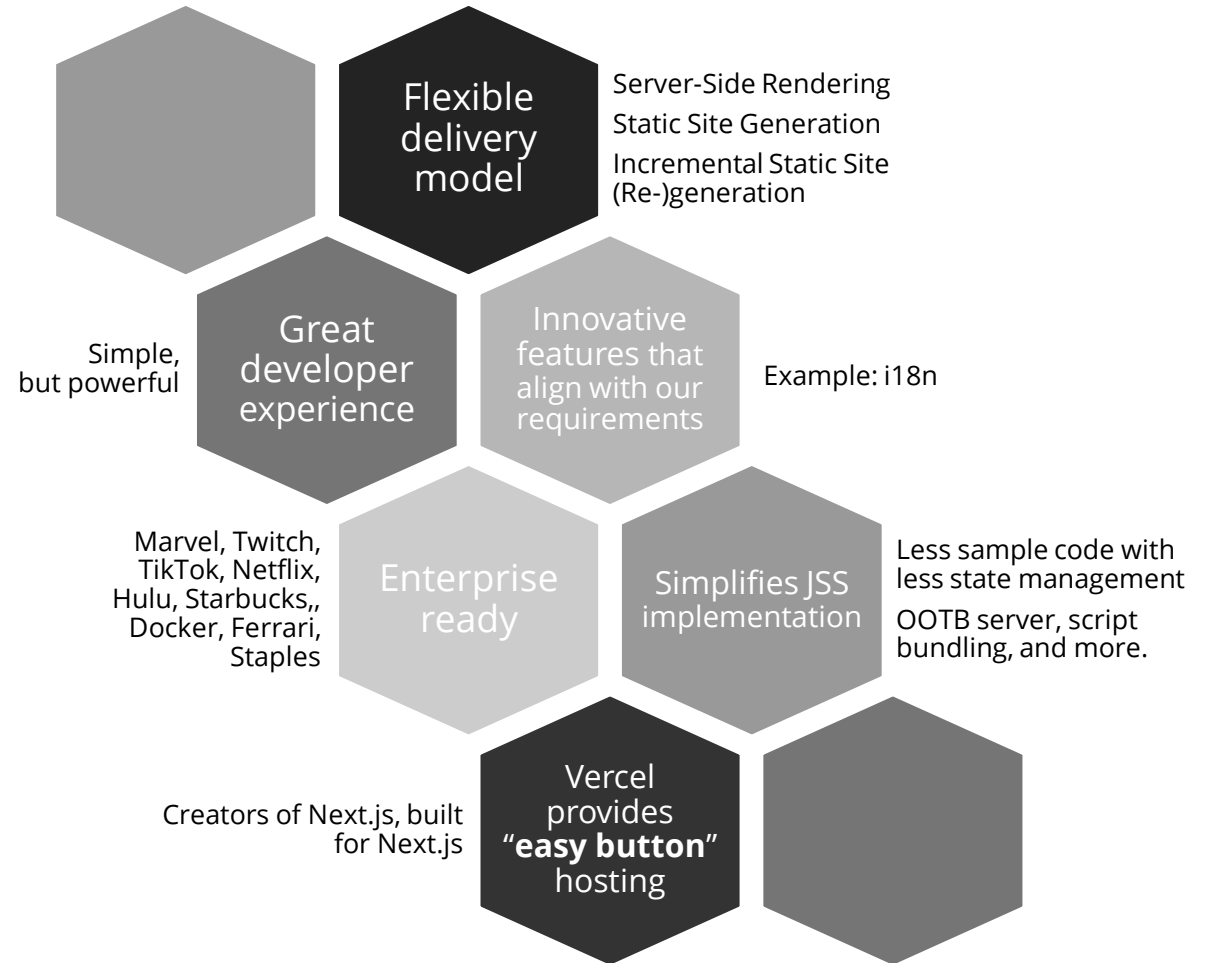 Flexible
delivery
model
Server-Side Rendering
Static Site Generation
Incremental Static Site
(Re-)generation
Simple,
but powerful
Great
developer
experience
Innovative
features that
align with our
requirements
Example: i18n
Marvel, Twitch,
TikTok, Netflix,
Hulu, Starbucks,,
Docker, Ferrari,
Staples
Enterprise
ready
Simplifies JSS
implementation
Less sample code with
less state management
OOTB server, script
bundling, and more.
Creators of Next.js, built
for Next.js
Vercel
provides
“easy button”
hosting